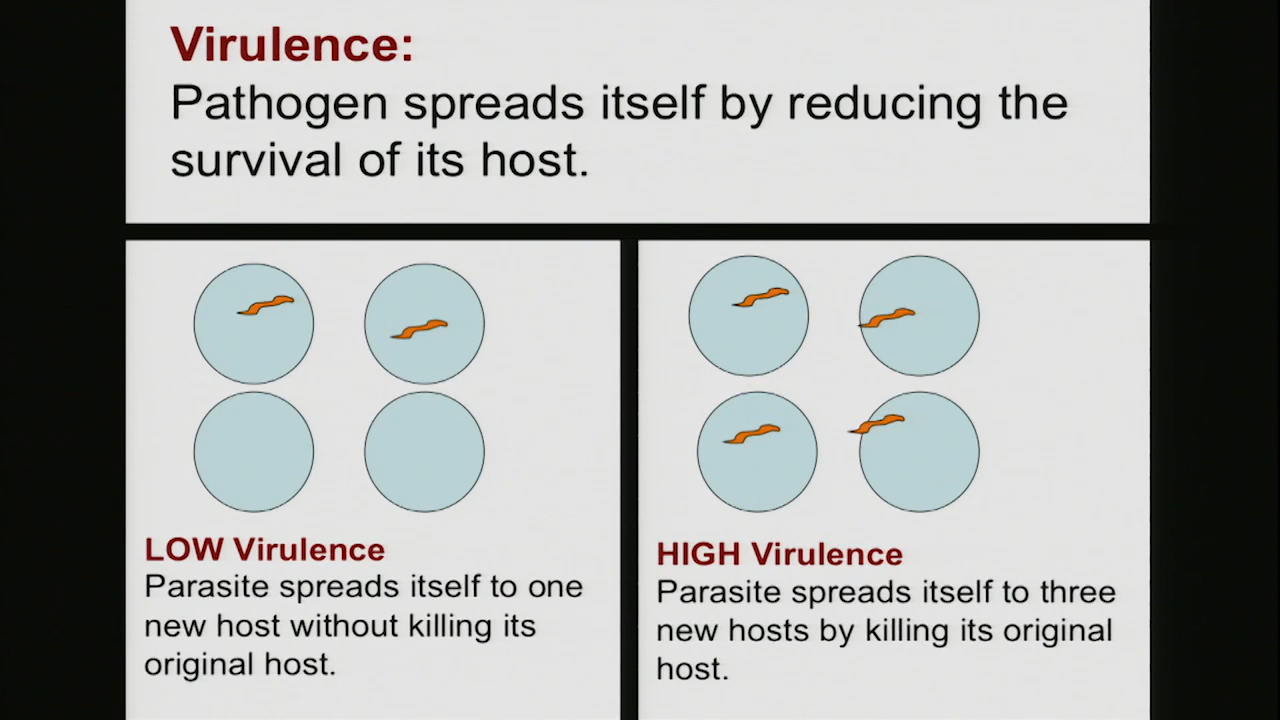 Virulence:
Pathogen spreads itself by reducing the
survival of its host.
LOW Virulence
Parasite spreads itself to one
new host without killing its
original host.
HIGH Virulence
Parasite spreads itself to three
new hosts by killing its original
host.